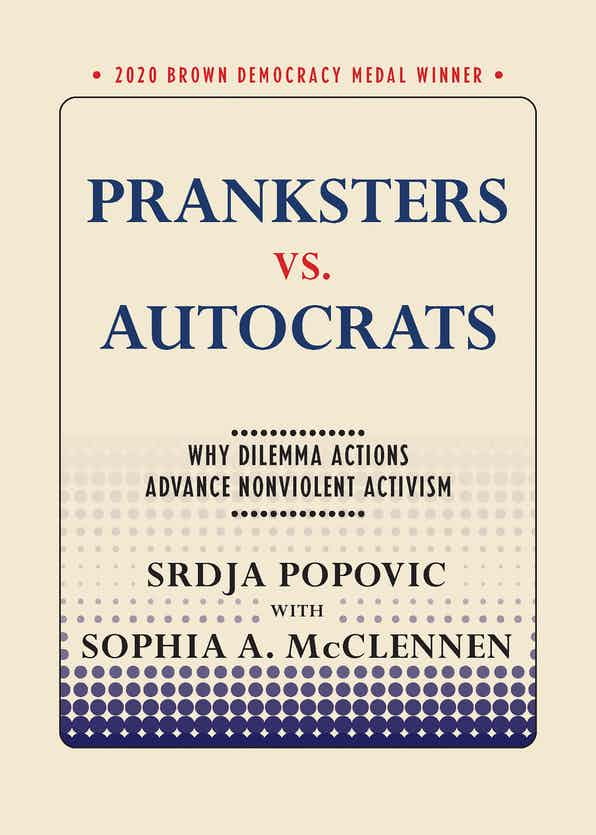 • 2020 BROWN DEMOCRACY MEDAL WINNER •
PRANKSTERS
VS.
AUTOCRATS
WHY DILEMMA ACTIONS
ADVANCE NONVIOLENT ACTIVISM
SRDJA POPOVIC
WITH
SOPHIA A. McCLENNEN